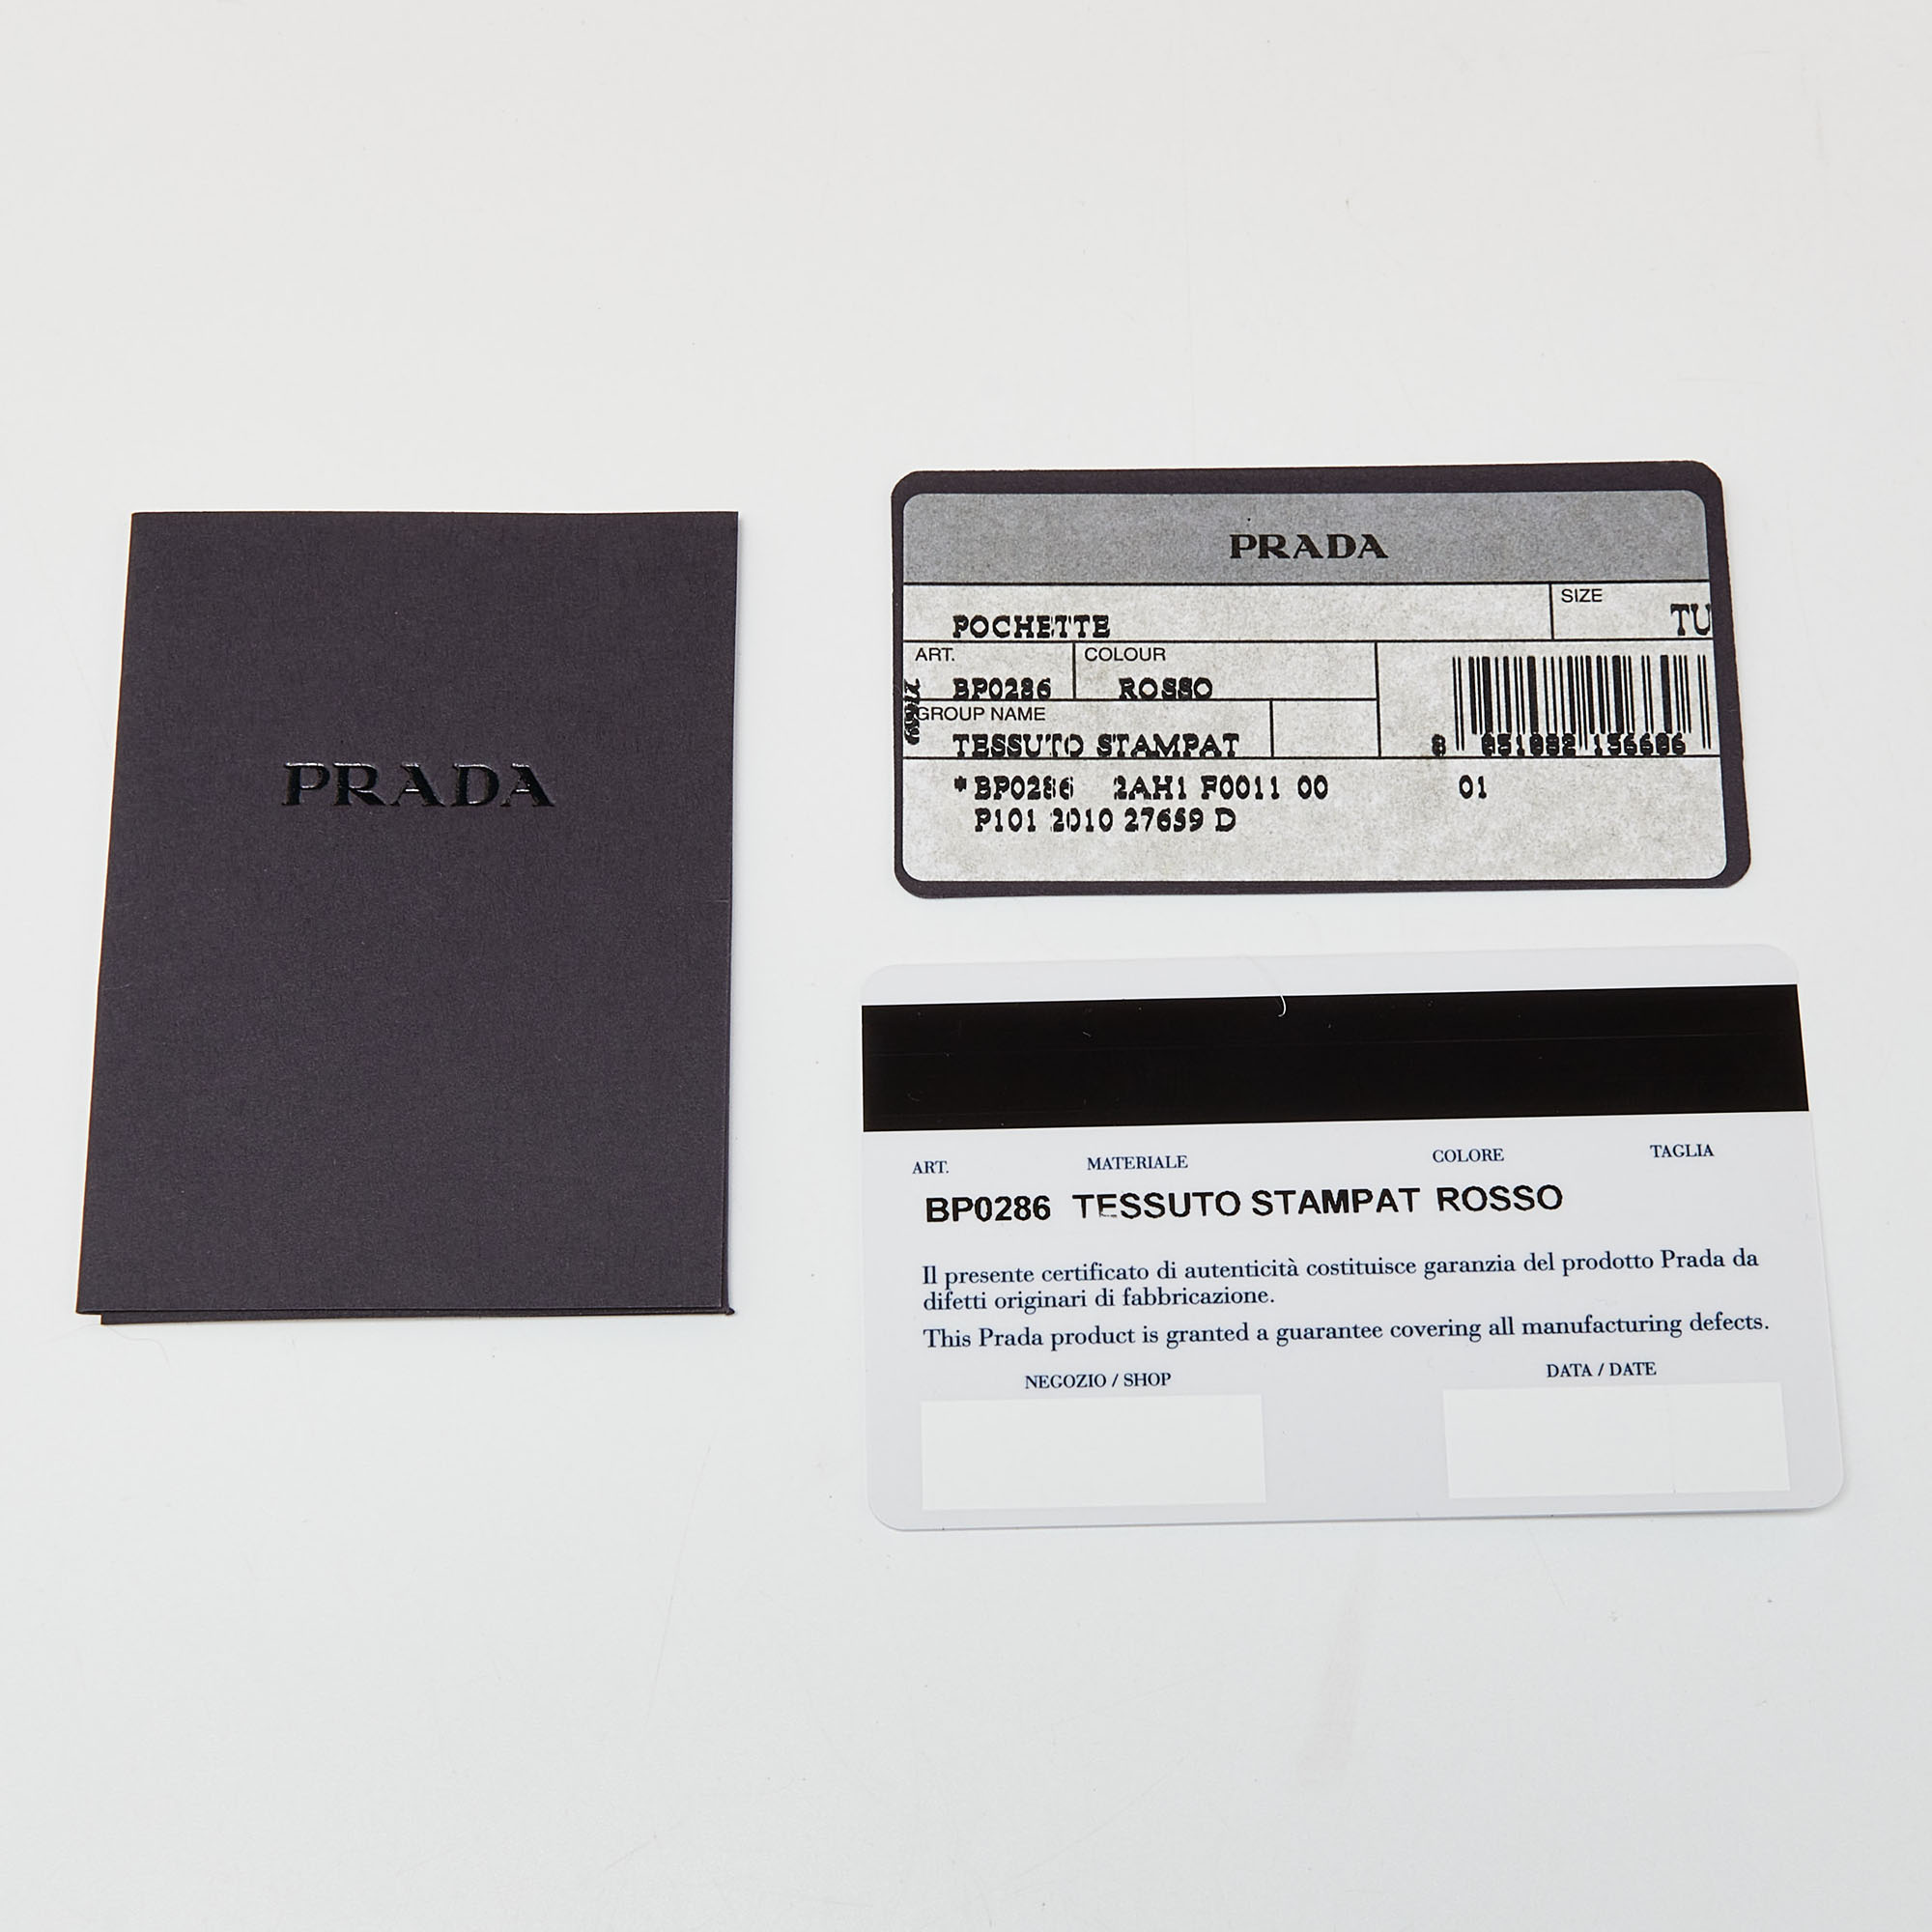 PRADA
PRADA
SIZE
POCHETTE TU
ART. COLOUR
BP0286 ROSSO
GROUP NAME
TESSUTO STAMPAT
*BP0286 2AH1 F0011 00 01
P101 2010 27659 D
ART. MATERIALE COLORE TAGLIA
BP0286 TESSUTO STAMPAT ROSSO
Il presente certificato di autenticità costituisce garanzia del prodotto Prada da
difetti originari di fabbricazione.
This Prada product is granted a guarantee covering all manufacturing defects.
NEGOZIO / SHOP DATA / DATE